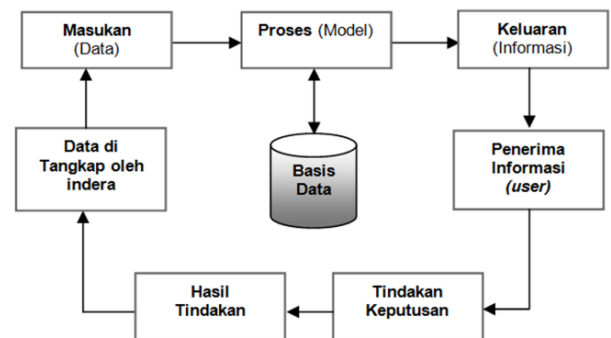 Masukan
(Data)
Proses (Model)
Keluaran
(Informasi)
Data di
Tangkap oleh
indera
Basis
Data
Penerima
Informasi
(user)
Hasil
Tindakan
Tindakan
Keputusan